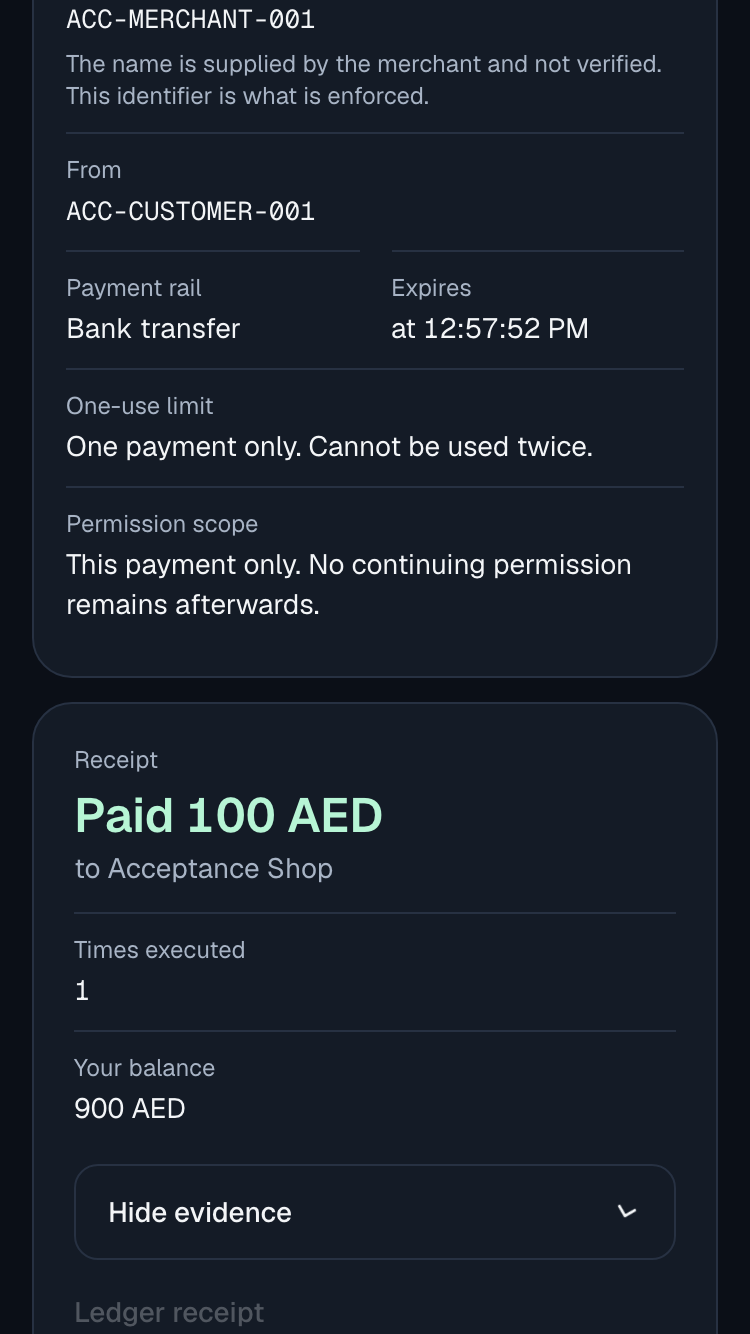 ACC-MERCHANT-001
The name is supplied by the merchant and not verified.
This identifier is what is enforced.
From
ACC-CUSTOMER-001
Payment rail
Bank transfer
Expires
at 12:57:52 PM
One-use limit
One payment only. Cannot be used twice.
Permission scope
This payment only. No continuing permission
remains afterwards.
Receipt
Paid 100 AED
to Acceptance Shop
Times executed
1
Your balance
900 AED
Hide evidence
Ledger receipt